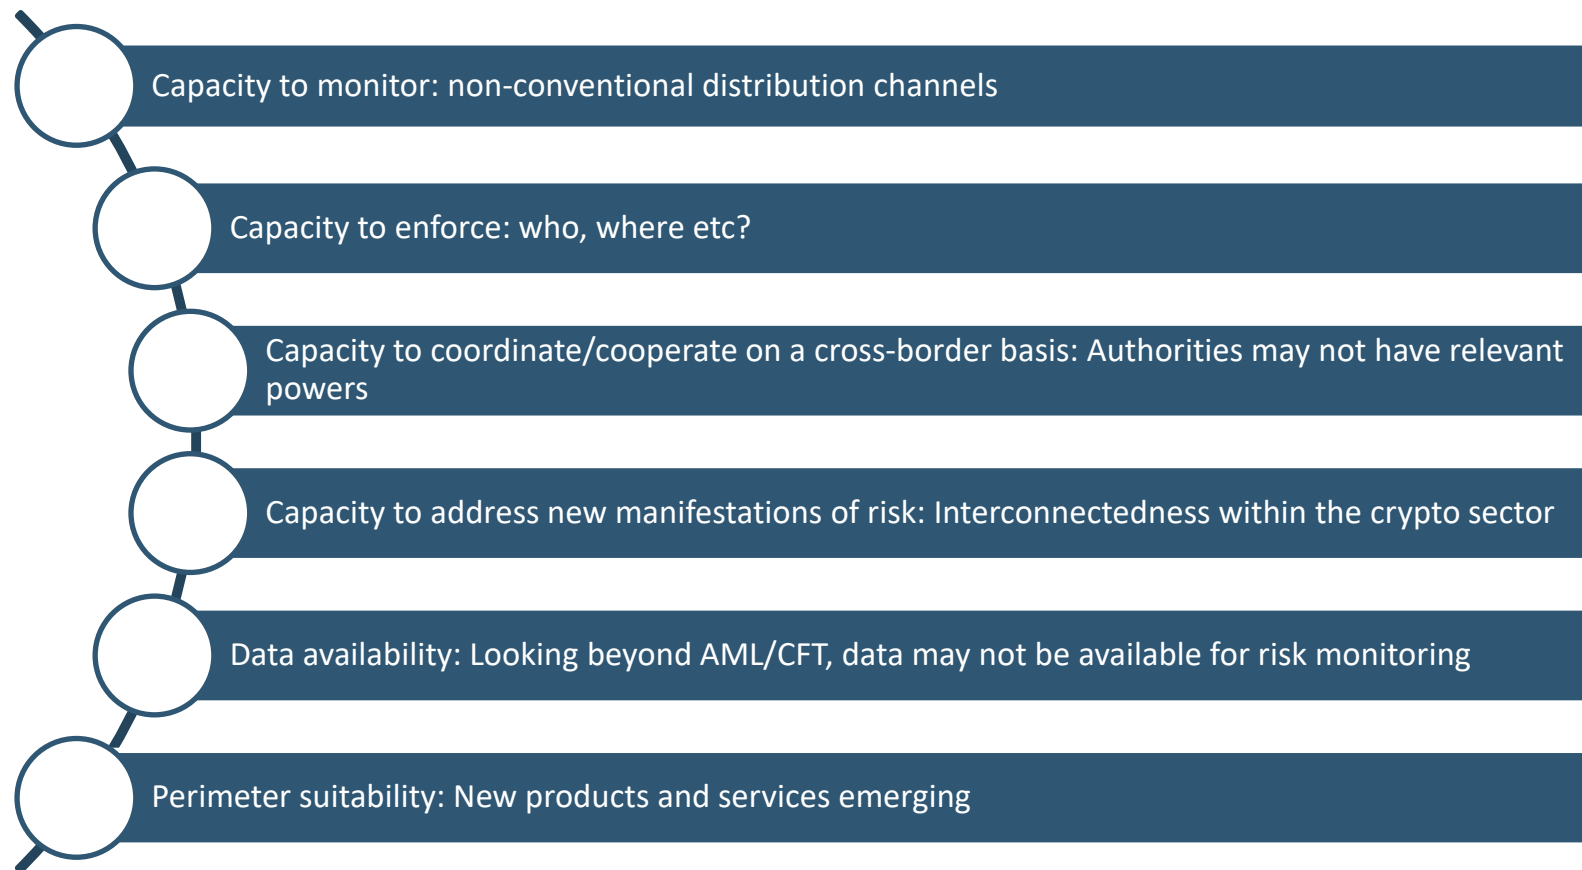 Capacity to monitor: non-conventional distribution channels
Capacity to enforce: who, where etc?
Capacity to coordinate/cooperate on a cross-border basis: Authorities may not have relevant
powers
Capacity to address new manifestations of risk: Interconnectedness within the crypto sector
Data availability: Looking beyond AML/CFT, data may not be available for risk monitoring
Perimeter suitability: New products and services emerging